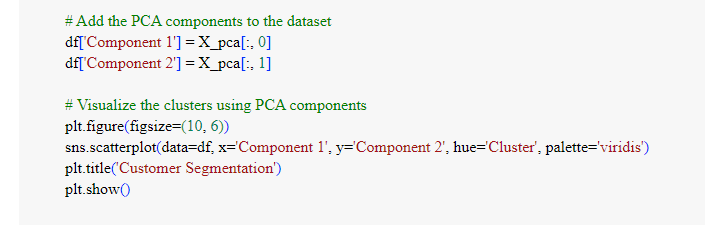 # Add the PCA components to the dataset
df['Component 1'] = X_pca[:, 0]
df['Component 2'] = X_pca[:, 1]
# Visualize the clusters using PCA components
plt.figure(figsize=(10, 6))
sns.scatterplot(data=df, x='Component 1', y='Component 2', hue='Cluster', palette='viridis')
plt.title('Customer Segmentation')
plt.show()